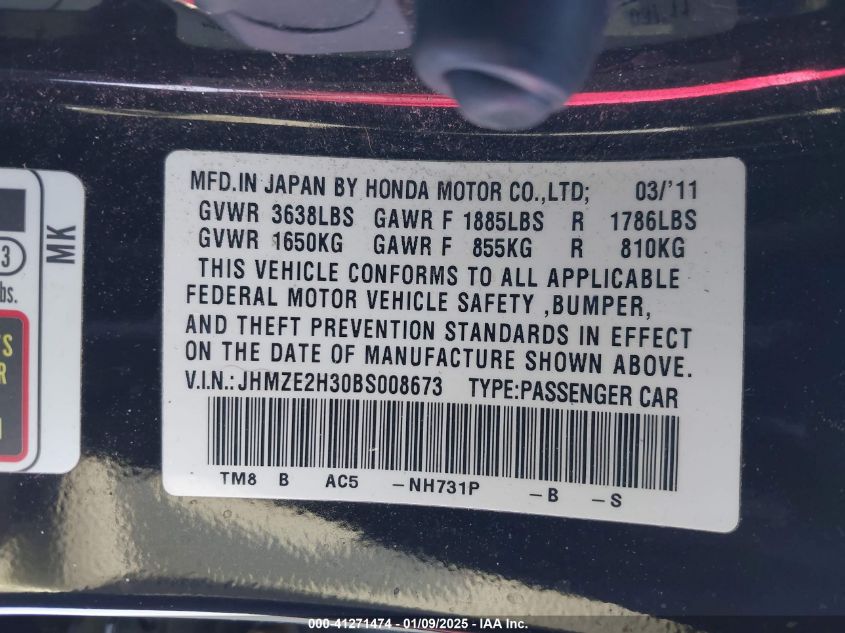 MFD.IN JAPAN BY HONDA MOTOR CO.,LTD; 03/'11
GVWR 3638LBS GAWR F 1885LBS R 1786LBS
GVWR 1650KG GAWR F 855KG R 810KG
THIS VEHICLE CONFORMS TO ALL APPLICABLE
FEDERAL MOTOR VEHICLE SAFETY ,BUMPER,
AND THEFT PREVENTION STANDARDS IN EFFECT
ON THE DATE OF MANUFACTURE SHOWN ABOVE.
V.I.N.:JHMZE2H30BS008673 TYPE:PASSENGER CAR
TM8 B AC5 -NH731P -B -S
MK
3
bs.
000-41271474 - 01/09/2025 - IAA Inc.